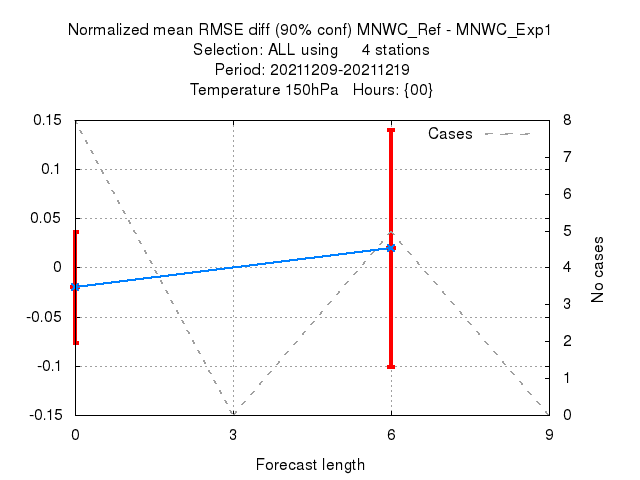 Normalized mean RMSE diff (90% conf) MNWC_Ref - MNWC_Exp1
Selection: ALL using     4 stations
Period: 20211209-20211219
Temperature 150hPa   Hours: {00}
Cases
0.15
0.1
0.05
0
-0.05
-0.1
-0.15
8
7
6
5
4
3
2
1
0
No cases
0
3
6
9
Forecast length